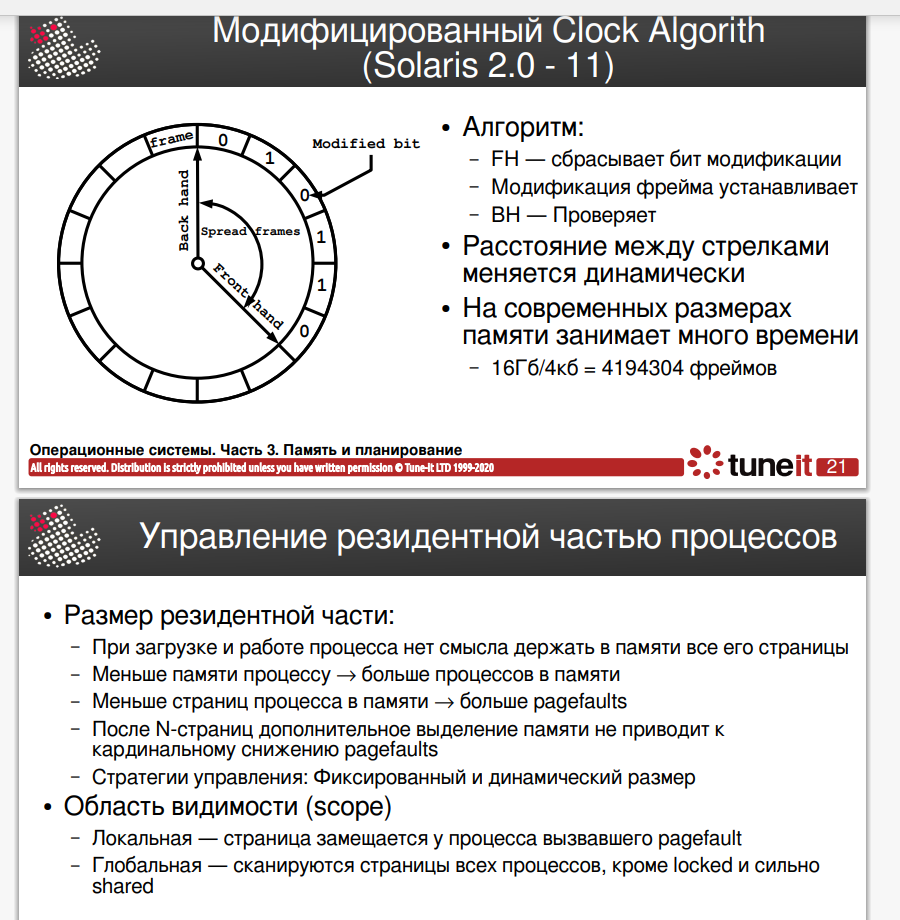 Модифицированный Clock Algorith
(Solaris 2.0 - 11)
frame
0
1
0
1
1
0
Modified bit
Back hand
Spread frames
Front hand
• Алгоритм:
– FH — сбрасывает бит модификации
– Модификация фрейма устанавливает
– BH — Проверяет
• Расстояние между стрелками
меняется динамически
• На современных размерах
памяти занимает много времени
– 16Гб/4кб = 4194304 фреймов
Операционные системы. Часть 3. Память и планирование
All rights reserved. Distribution is strictly prohibited unless you have written permission © Tune-it LTD 1999-2020
tuneit 21
Управление резидентной частью процессов
• Размер резидентной части:
– При загрузке и работе процесса нет смысла держать в памяти все его страницы
– Меньше памяти процессу → больше процессов в памяти
– Меньше страниц процесса в памяти → больше pagefaults
– После N-страниц дополнительное выделение памяти не приводит к
кардинальному снижению pagefaults
– Стратегии управления: Фиксированный и динамический размер
• Область видимости (scope)
– Локальная — страница замещается у процесса вызвавшего pagefault
– Глобальная — сканируются страницы всех процессов, кроме locked и сильно
shared